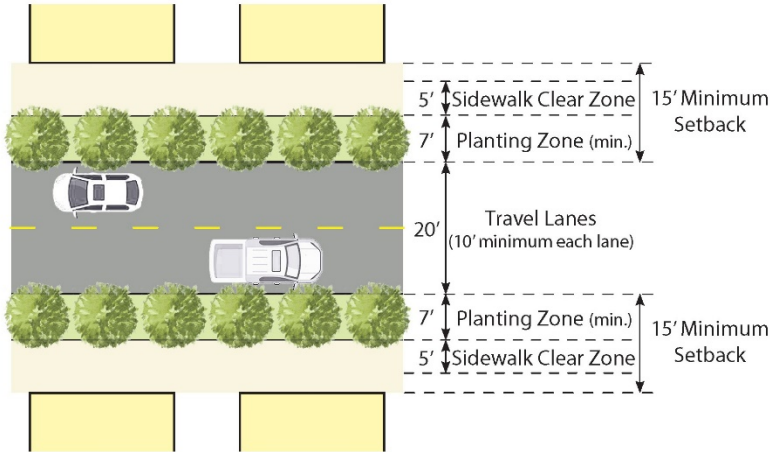 5’ Sidewalk Clear Zone
15’ Minimum
Setback
7’ Planting Zone (min.)
20’
Travel Lanes
(10’ minimum each lane)
7’ Planting Zone (min.)
15’ Minimum
Setback
5’ Sidewalk Clear Zone